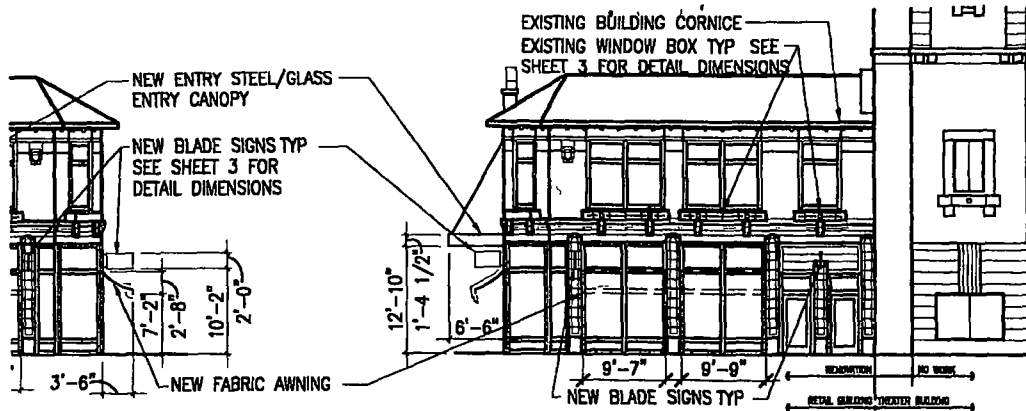 EXISTING BUILDING CORNICE
EXISTING WINDOW BOX TYP SEE
SHEET 3 FOR DETAIL DIMENSIONS
NEW ENTRY STEEL/GLASS
ENTRY CANOPY
NEW BLADE SIGNS TYP
SEE SHEET 3 FOR
DETAIL DIMENSIONS
7'-2"
2'-8"
10'-2"
2'-0"
12'-10"
1'-4 1/2"
6'-6"
3'-6"
NEW FABRIC AWNING
9'-7"
9'-9"
NEW BLADE SIGNS TYP
RENOVATION
NO WORK
RETAIL BUILDING
THEATER BUILDING